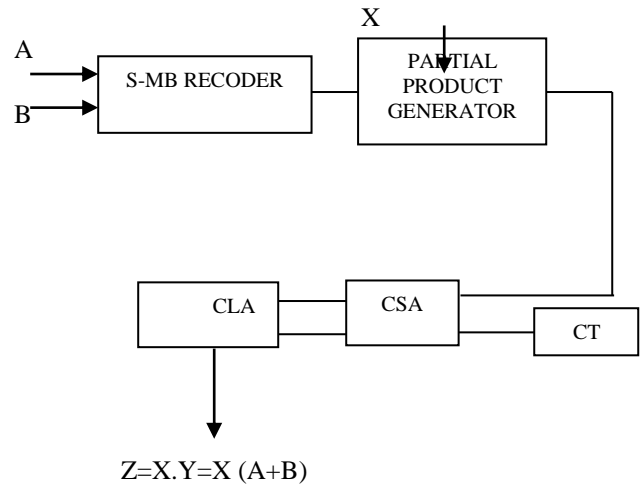 A
B
S-MB RECODER
X
PARTIAL
PRODUCT
GENERATOR
CLA
CSA
CT
Z=X.Y=X (A+B)